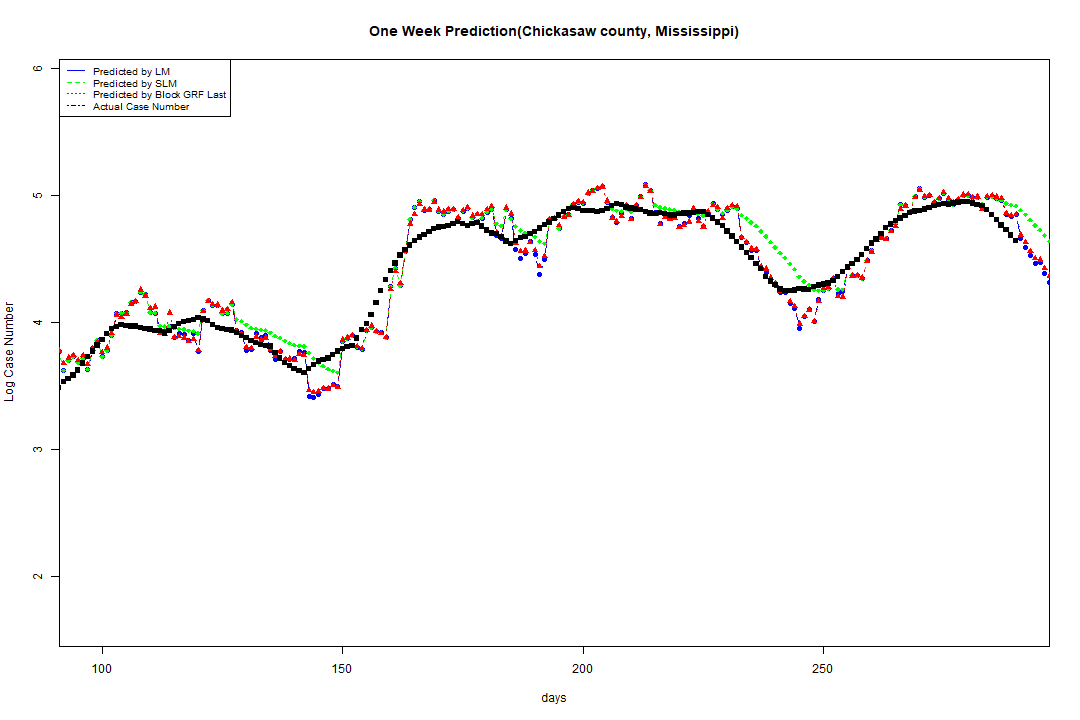 One Week Prediction(Chickasaw county, Mississippi)
Predicted by LM
Predicted by SLM
Predicted by Block GRF Last
Actual Case Number
6
5
4
3
2
Log Case Number
100 150 200 250
days